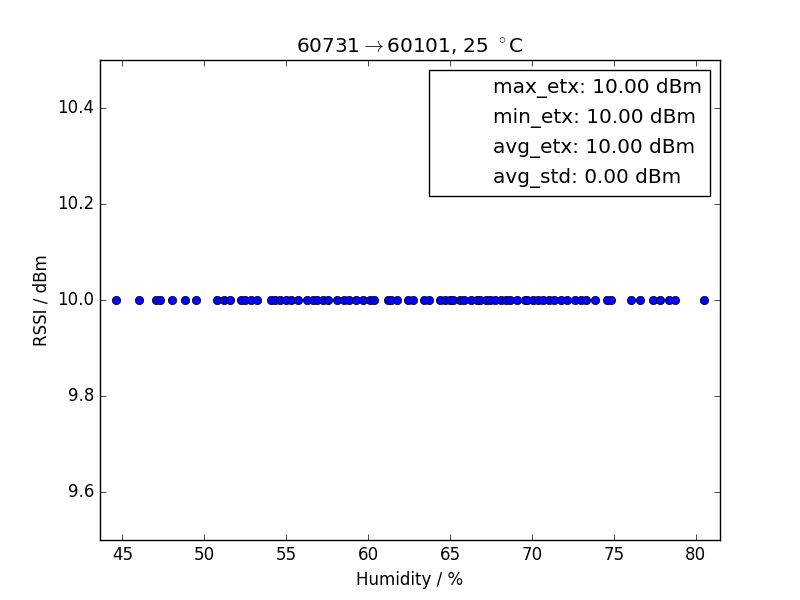 60731→60101, 25 °C
max_etx: 10.00 dBm
min_etx: 10.00 dBm
avg_etx: 10.00 dBm
avg_std: 0.00 dBm
10.4
10.2
10.0
9.8
9.6
RSSI / dBm
45 50 55 60 65 70 75 80
Humidity / %